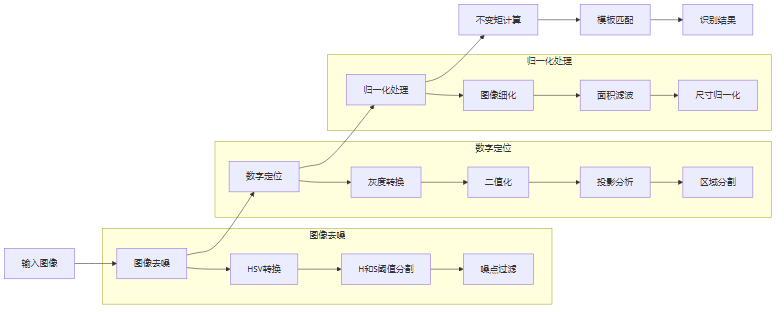 不变矩计算
模板匹配
识别结果
归一化处理
归一化处理
图像细化
面积滤波
尺寸归一化
数字定位
数字定位
灰度转换
二值化
投影分析
区域分割
图像去噪
输入图像
图像去噪
HSV转换
H和S阈值分割
噪点过滤